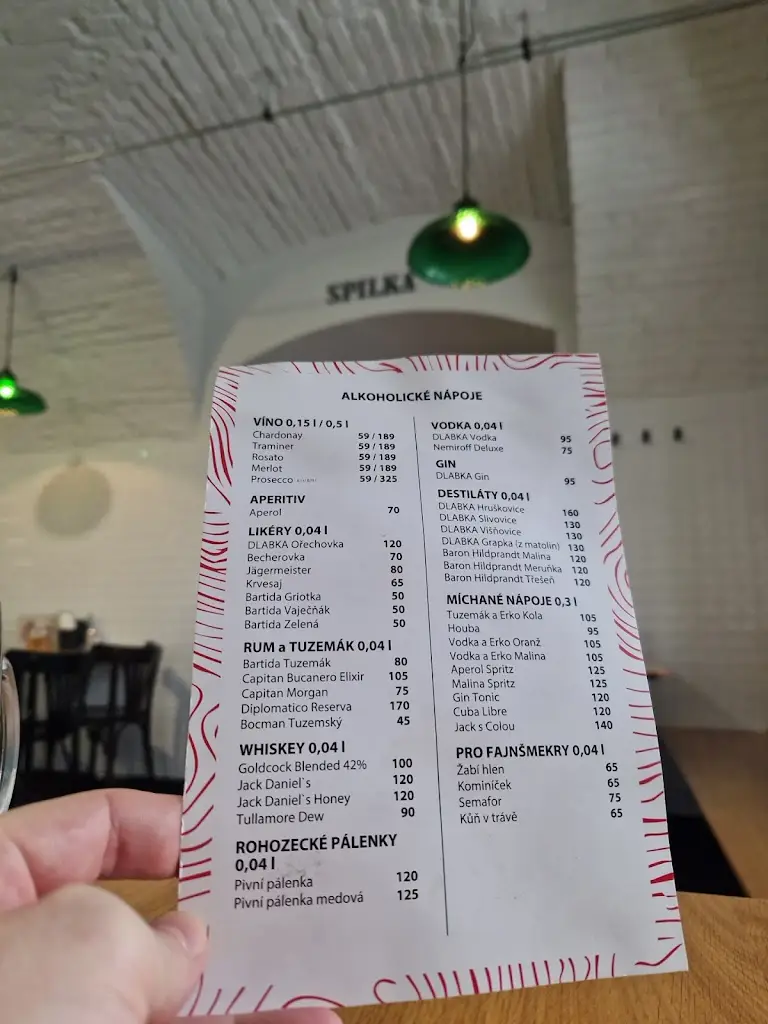 SPILKA
ALKOHOLICKÉ NÁPOJE
VÍNO 0,15 l / 0,5 l
Chardonay 59 / 189
Traminer 59 / 189
Rosato 59 / 189
Merlot 59 / 189
Prosecco 59 / 325
APERITIV
Aperol 70
LIKÉRY 0,04 l
DLABKA Ořechovka 120
Becherovka 70
Jägermeister 80
Krvesaj 65
Bartida Griotka 50
Bartida Vaječňák 50
Bartida Zelená 50
RUM a TUZEMÁK 0,04 l
Bartida Tuzemák 80
Capitan Bucanero Elixir 105
Capitan Morgan 75
Diplomatico Reserva 170
Bocman Tuzemský 45
WHISKEY 0,04 l
Goldcock Blended 42% 100
Jack Daniel`s 120
Jack Daniel`s Honey 120
Tullamore Dew 90
ROHOZECKÉ PÁLENKY
0,04 l
Pivní pálenka 120
Pivní pálenka medová 125
VODKA 0,04 l
DLABKA Vodka 95
Nemiroff Deluxe 75
GIN
DLABKA Gin 95
DESTILÁTY 0,04 l
DLABKA Hruškovice 160
DLABKA Slivovice 130
DLABKA Višňovice 130
DLABKA Grapka (z matolin) 130
Baron Hildprandt Malina 120
Baron Hildprandt Meruňka 120
Baron Hildprandt Třešeň 120
MÍCHANÉ NÁPOJE 0,3 l
Tuzemák a Erko Kola 105
Houba 95
Vodka a Erko Oranž 105
Vodka a Erko Malina 105
Aperol Spritz 125
Malina Spritz 125
Gin Tonic 120
Cuba Libre 120
Jack s Colou 140
PRO FAJNŠMEKRY 0,04 l
Žabí hlen 65
Kominíček 65
Semafor 75
Kůň v trávě 65